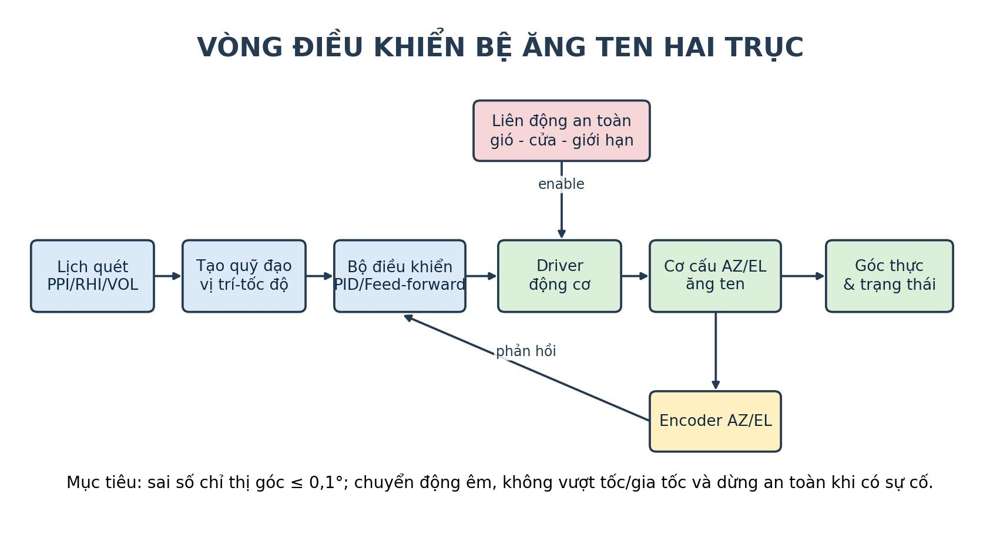 VÒNG ĐIỀU KHIỂN BỆ ĂNG TEN HAI TRỤC
Liên động an toàn
gió - cửa - giới hạn
enable
Lịch quét
PPI/RHI/VOL
Tạo quỹ đạo
vị trí-tốc độ
Bộ điều khiển
PID/Feed-forward
Driver
động cơ
Cơ cấu AZ/EL
ăng ten
Góc thực
& trạng thái
phản hồi
Encoder AZ/EL
Mục tiêu: sai số chỉ thị góc ≤ 0,1°; chuyển động êm, không vượt tốc/gia tốc và dừng an toàn khi có sự cố.